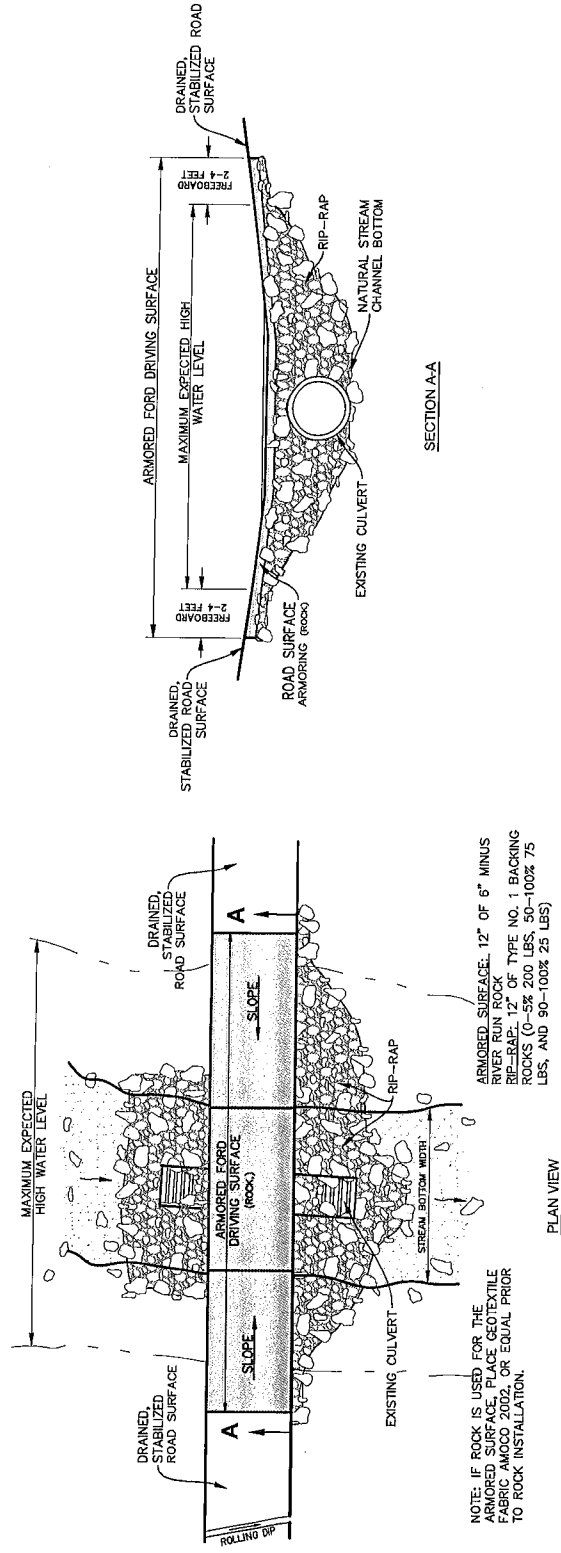 MAXIMUM EXPECTED
HIGH WATER LEVEL
DRAINED,
STABILIZED
ROAD SURFACE
DRAINED,
STABILIZED
ROAD SURFACE
A
A
SLOPE
SLOPE
ARMORED FORD
DRIVING SURFACE
(ROCK)
ROLLING DIP
RIP-RAP
EXISTING CULVERT
STREAM BOTTOM WIDTH
NOTE: IF ROCK IS USED FOR THE
ARMORED SURFACE, PLACE GEOTEXTILE
FABRIC AMOCO 2002, OR EQUAL PRIOR
TO ROCK INSTALLATION.
ARMORED SURFACE: 12" OF 6" MINUS
RIVER RUN ROCK
RIP-RAP: 12" OF TYPE NO. 1 BACKING
ROCKS (0-5% 200 LBS, 50-100% 75
LBS, AND 90-100% 25 LBS)
PLAN VIEW
DRAINED,
STABILIZED ROAD
SURFACE
ARMORED FORD DRIVING SURFACE
MAXIMUM EXPECTED HIGH
WATER LEVEL
FREEBOARD
2-4 FEET
FREEBOARD
2-4 FEET
DRAINED,
STABILIZED ROAD
SURFACE
ROAD SURFACE
ARMORING (ROCK)
EXISTING CULVERT
RIP-RAP
NATURAL STREAM
CHANNEL BOTTOM
SECTION A-A